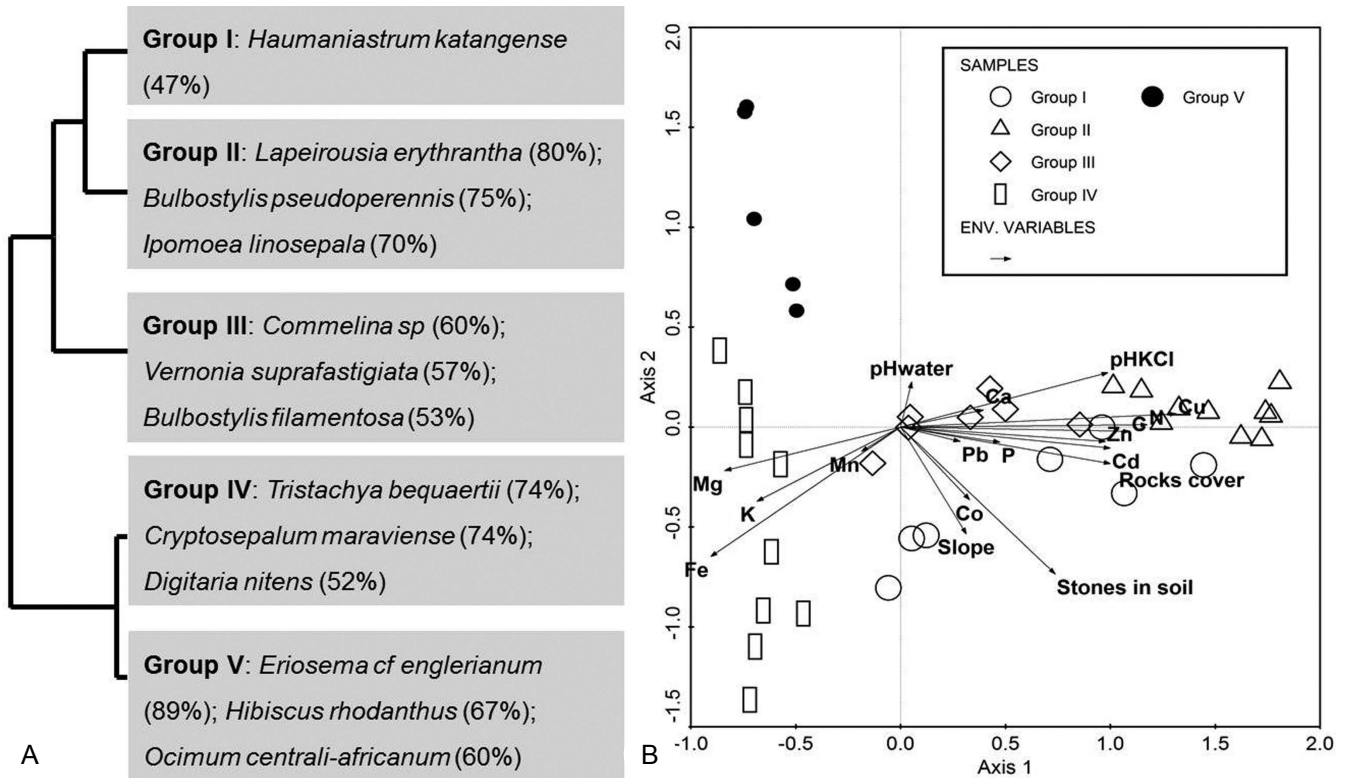 Group I: Haumaniastrum katangense
(47%)
Group II: Lapeirousia erythrantha (80%);
Bulbostylis pseudoperennis (75%);
Ipomoea linosepala (70%)
Group III: Commelina sp (60%);
Vernonia suprafastigiata (57%);
Bulbostylis filamentosa (53%)
Group IV: Tristachya bequaertii (74%);
Cryptosepalum maraviense (74%);
Digitaria nitens (52%)
Group V: Eriosema cf englerianum
(89%); Hibiscus rhodanthus (67%);
Ocimum centrali-africanum (60%)
A
2.0
1.5
1.0
0.5
0.0
-0.5
-1.0
-1.5
Axis 2
SAMPLES
Group I
Group V
Group II
Group III
Group IV
ENV. VARIABLES
pHwater
pHKCl
Ca
Cu
N
C
Zn
Pb
P
Cd
Mn
Mg
Rocks cover
K
Co
Slope
Fe
Stones in soil
-1.0
-0.5
0.0
0.5
1.0
1.5
2.0
Axis 1
B